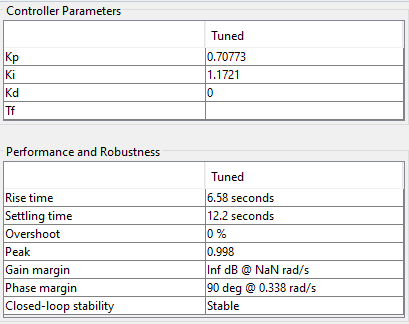 Controller Parameters
Tuned
Kp 0.70773
Ki 1.1721
Kd 0
Tf
Performance and Robustness
Tuned
Rise time 6.58 seconds
Settling time 12.2 seconds
Overshoot 0 %
Peak 0.998
Gain margin Inf dB @ NaN rad/s
Phase margin 90 deg @ 0.338 rad/s
Closed-loop stability Stable